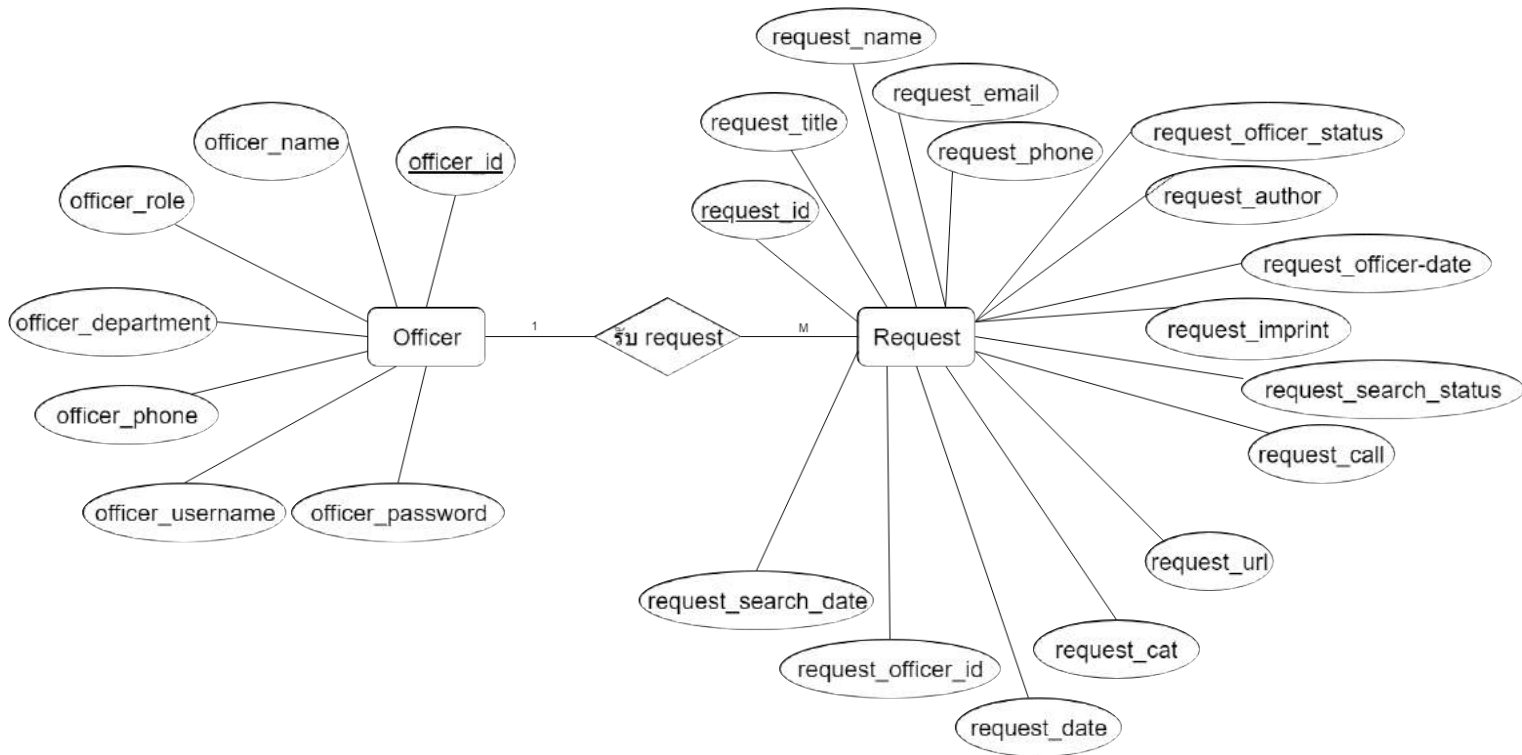 request_name
request_email
request_title
request_phone
request_officer_status
officer_name
officer_id
officer_role
request_id
request_author
request_officer-date
officer_department
Officer
1
รับ request
M
Request
request_imprint
request_search_status
officer_phone
request_call
officer_username
officer_password
request_url
request_search_date
request_cat
request_officer_id
request_date